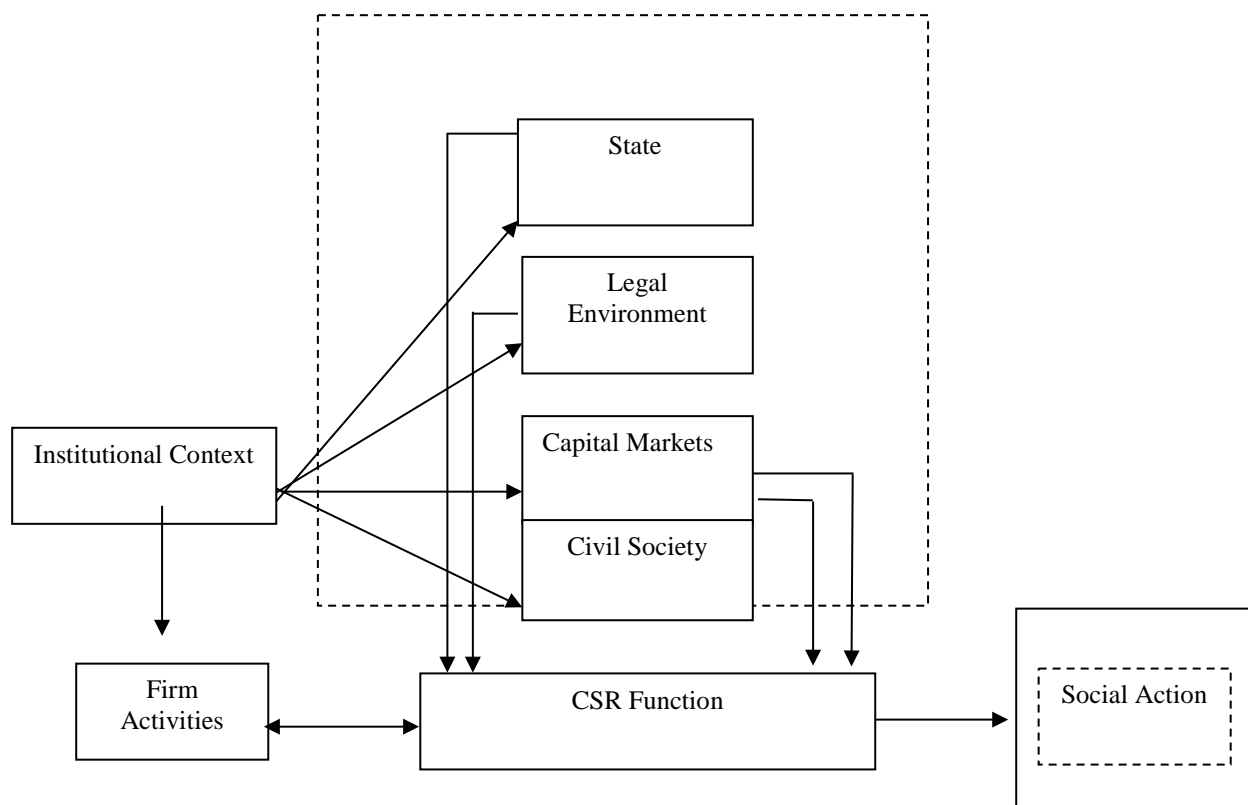 State
Legal
Environment
Capital Markets
Institutional Context
Civil Society
Firm
Activities
CSR Function
Social Action